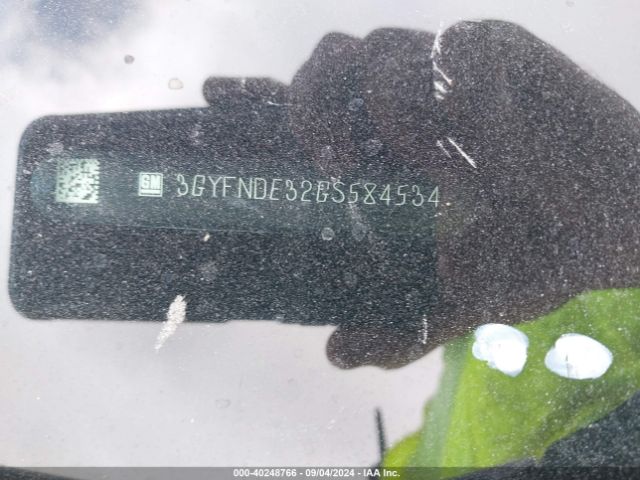 GM 3GYFNDE32GS584534
000-40248766 - 09/04/2024 - IAA Inc.